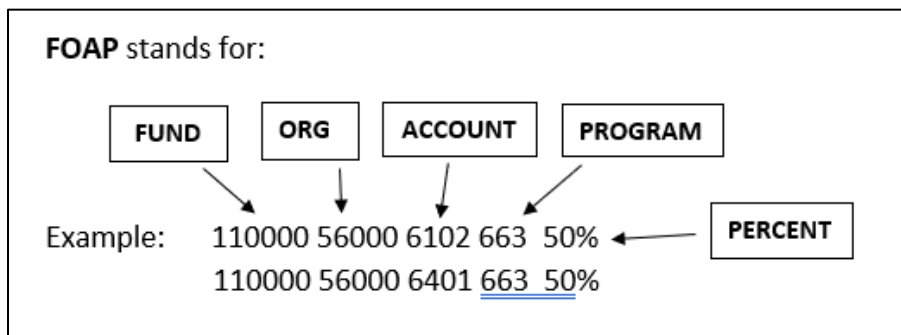 FOAP stands for:
FUND ORG ACCOUNT PROGRAM
Example: 110000 56000 6102 663 50%
PERCENT
110000 56000 6401 663 50%